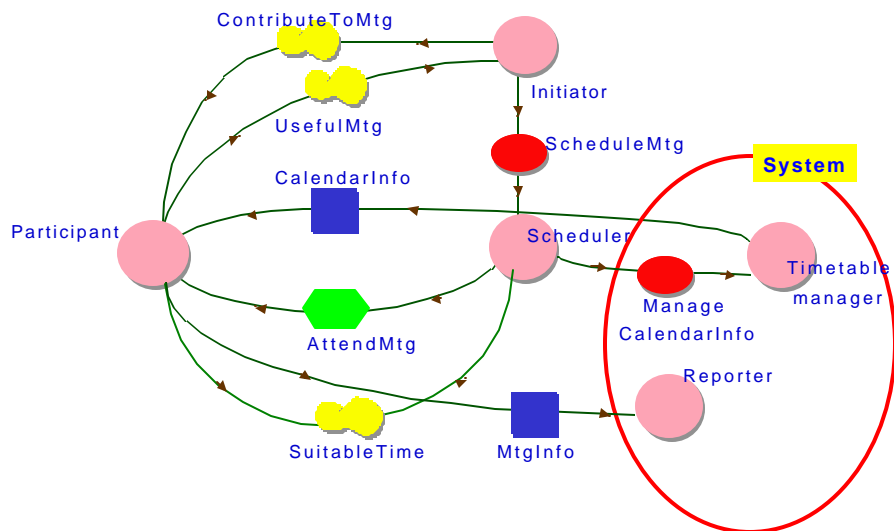 ContributeToMtg
Initiator
UsefulMtg
ScheduleMtg
System
CalendarInfo
Participant
Scheduler
Timetable
manager
Manage
CalendarInfo
AttendMtg
Reporter
SuitableTime
MtgInfo